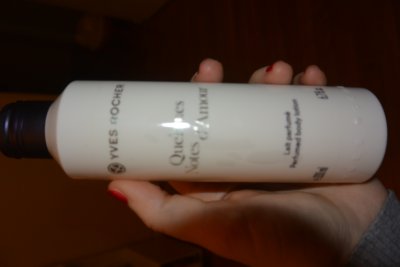 YVES ROCHER
Quelques
Notes d'Amour
Lait parfumé
Perfumed body lotion